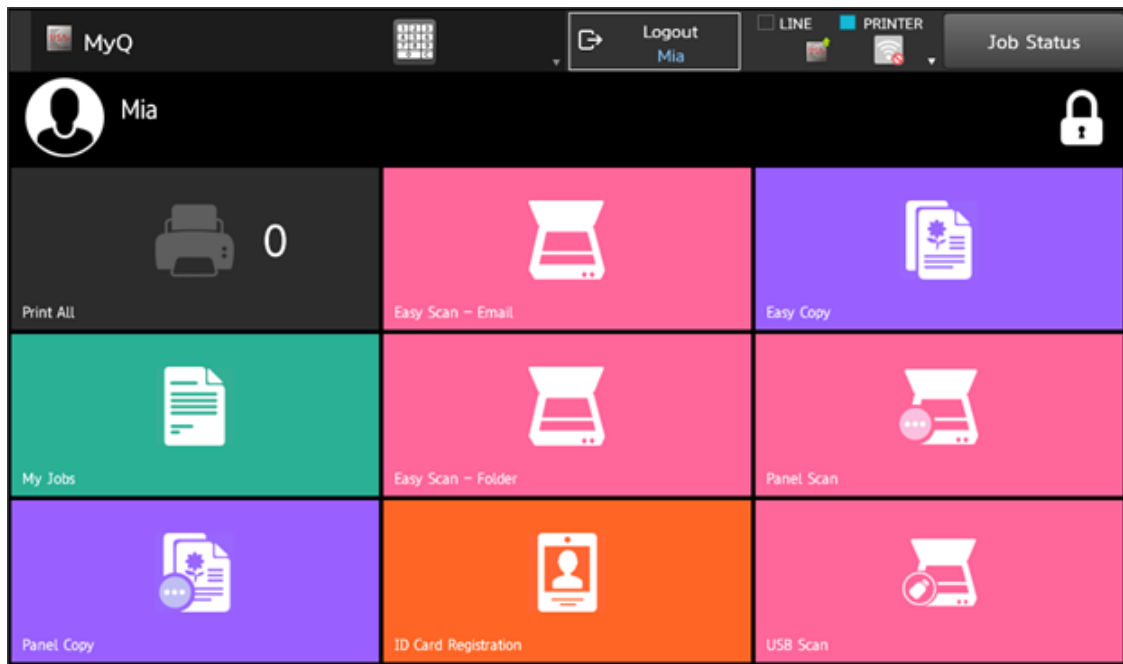 MyQ
Logout
Mia
LINE
PRINTER
Job Status
Mia
0
Print All
Easy Scan – Email
Easy Copy
My Jobs
Easy Scan – Folder
Panel Scan
Panel Copy
ID Card Registration
USB Scan